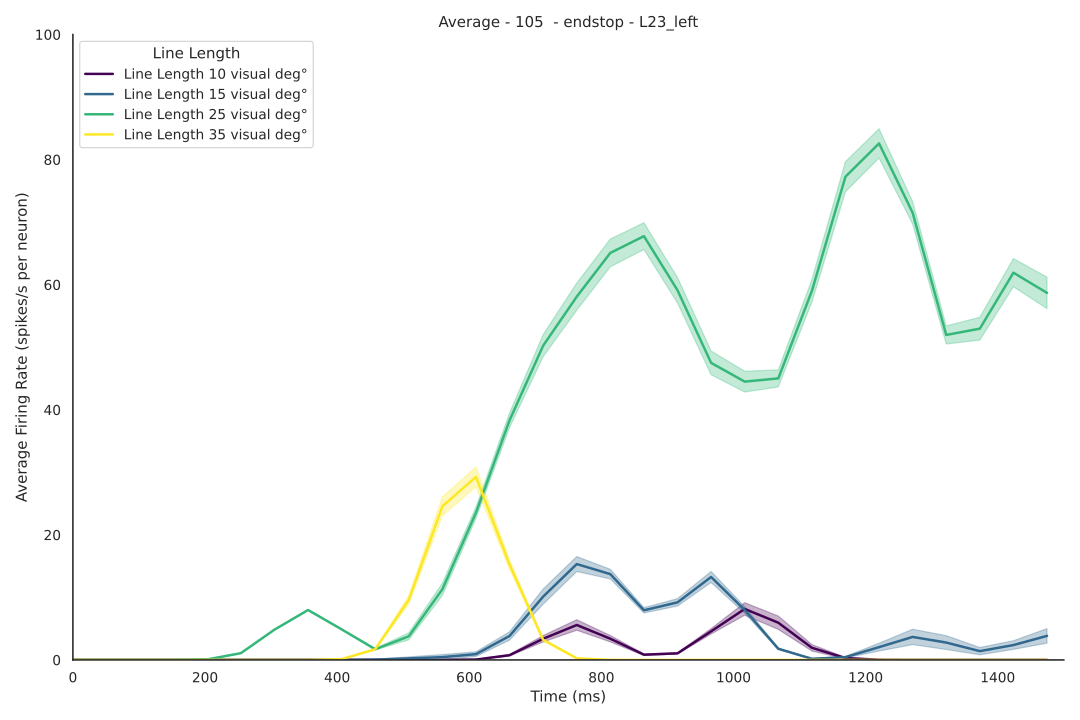 Average - 105  - endstop - L23_left
Line Length
Line Length 10 visual deg°
Line Length 15 visual deg°
Line Length 25 visual deg°
Line Length 35 visual deg°
Average Firing Rate (spikes/s per neuron)
100
80
60
40
20
0
0 200 400 600 800 1000 1200 1400
Time (ms)